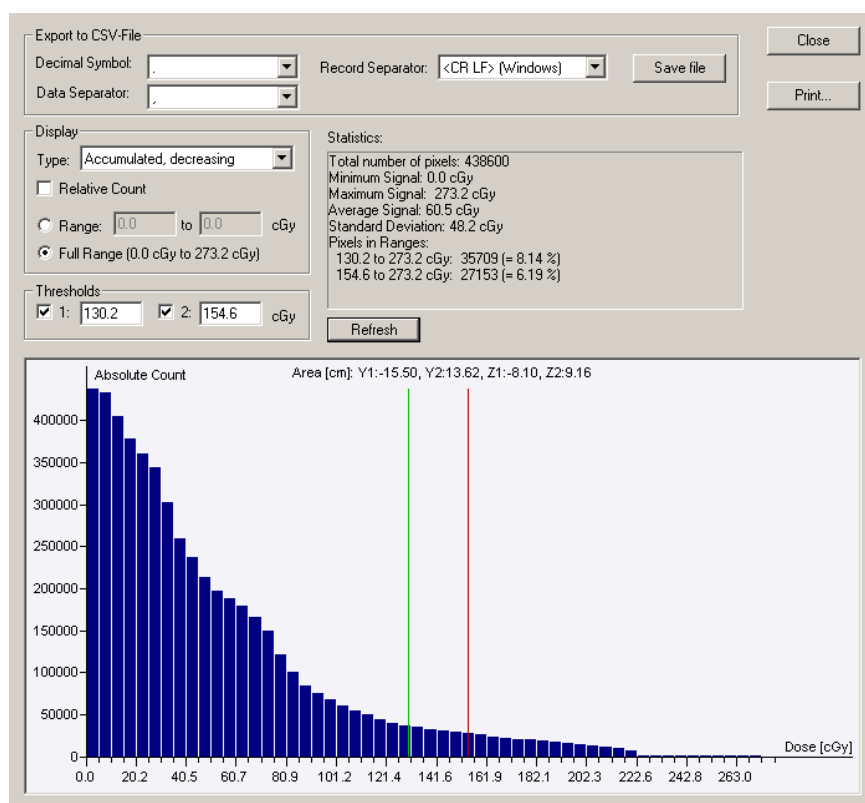 Export to CSV-File
Decimal Symbol: .
Record Separator: <CR LF> (Windows)
Save file
Close
Data Separator: ,
Print...
Display
Type: Accumulated, decreasing
Relative Count
Range: 0.0 to 0.0 cGy
Full Range (0.0 cGy to 273.2 cGy)
Thresholds
1: 130.2 2: 154.6 cGy
Statistics:
Total number of pixels: 438600
Minimum Signal: 0.0 cGy
Maximum Signal: 273.2 cGy
Average Signal: 60.5 cGy
Standard Deviation: 48.2 cGy
Pixels in Ranges:
130.2 to 273.2 cGy: 35709 (= 8.14 %)
154.6 to 273.2 cGy: 27153 (= 6.19 %)
Refresh
Absolute Count
Area [cm]: Y1:-15.50, Y2:13.62, Z1:-8.10, Z2:9.16
400000
350000
300000
250000
200000
150000
100000
50000
0
Dose [cGy]
0.0 20.2 40.5 60.7 80.9 101.2 121.4 141.6 161.9 182.1 202.3 222.6 242.8 263.0